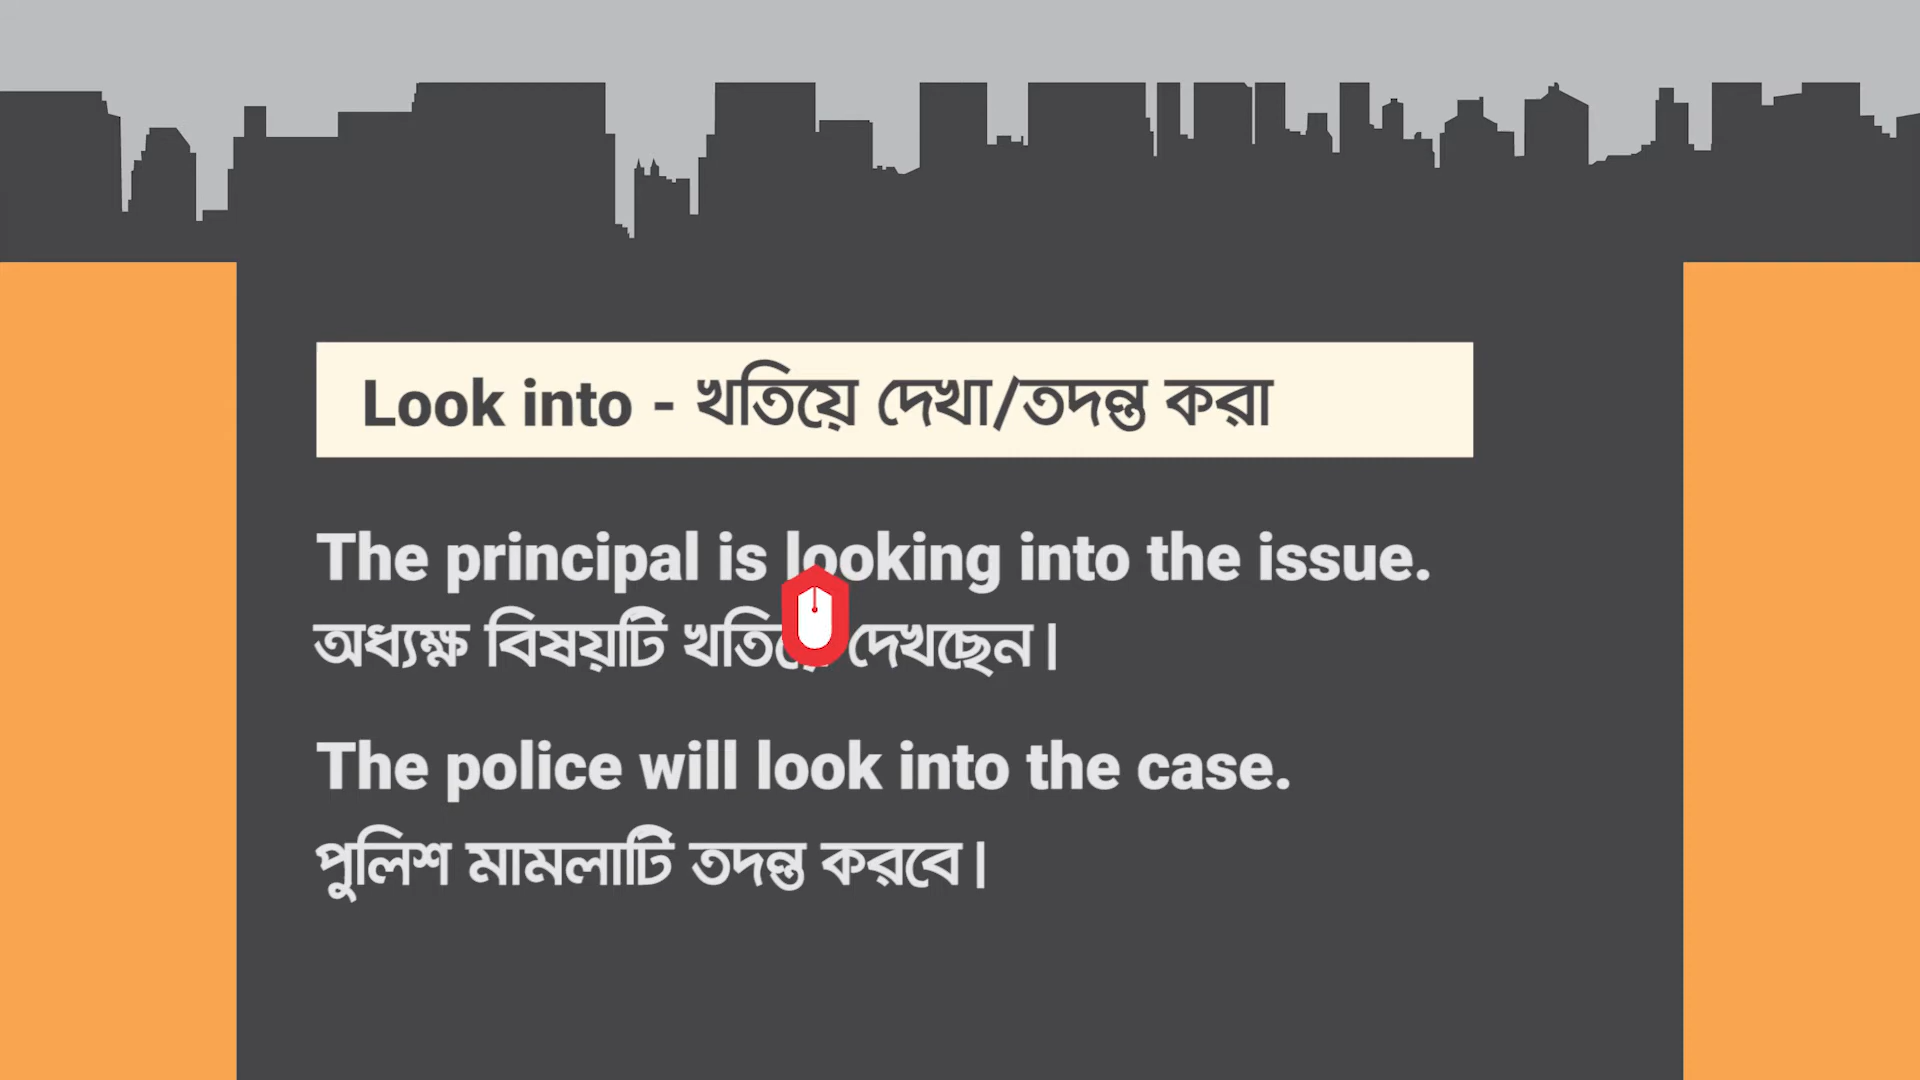 Look into - খতিয়ে দেখা/তদন্ত করা
The principal is looking into the issue.
অধ্যক্ষ বিষয়টি খতিয়ে দেখছেন।
The police will look into the case.
পুলিশ মামলাটি তদন্ত করবে।